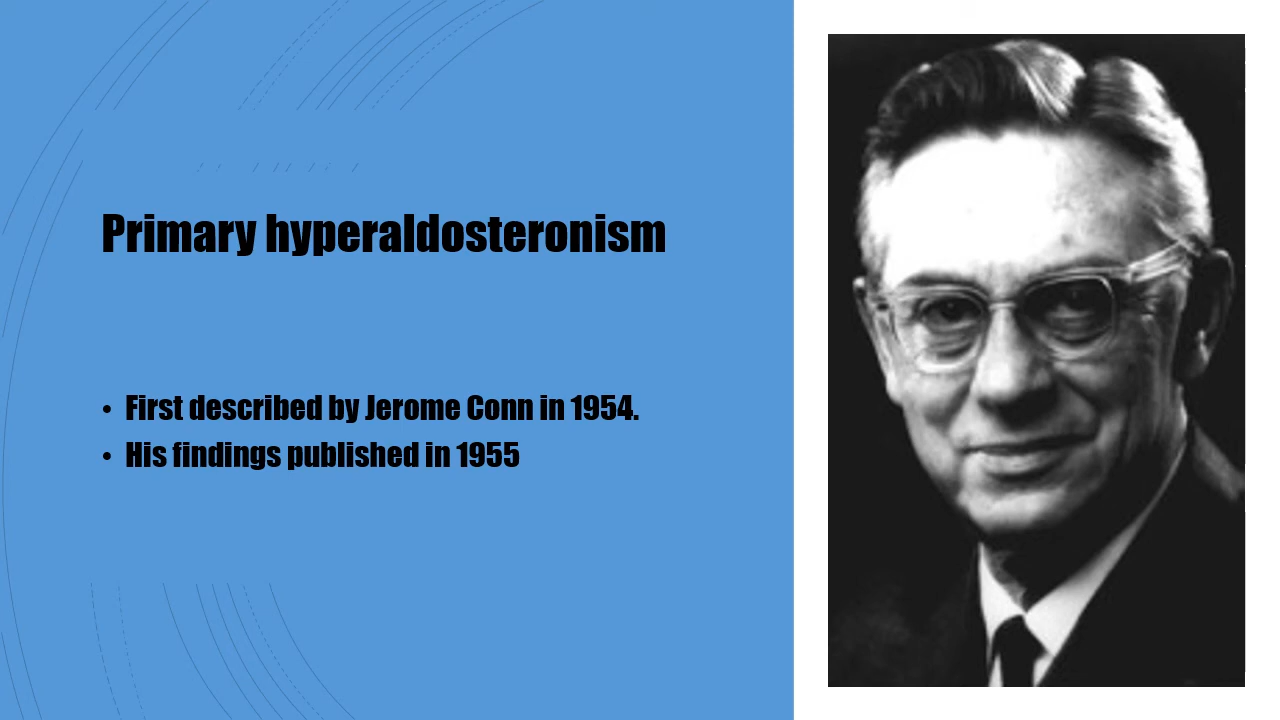 Primary hyperaldosteronism
• First described by Jerome Conn in 1954.
• His findings published in 1955